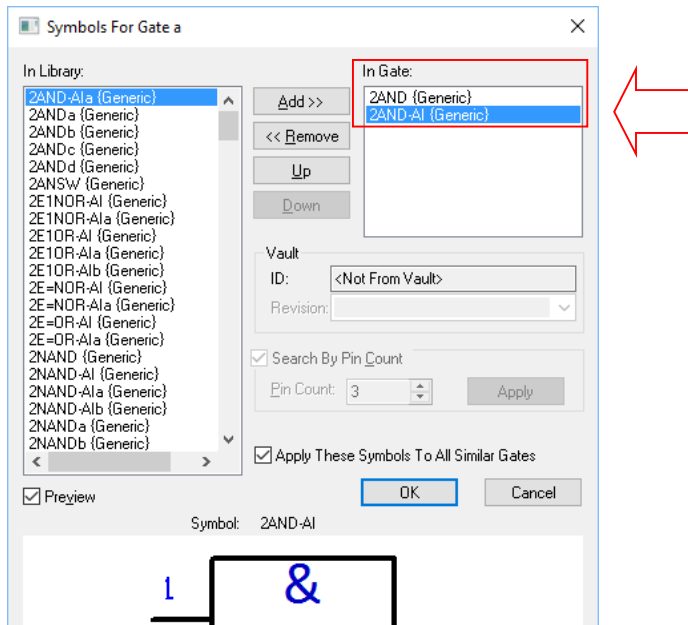 Symbols For Gate a
In Library:
2AND-AIa {Generic}
2ANDa {Generic}
2ANDb {Generic}
2ANDc {Generic}
2ANDd {Generic}
2ANSW {Generic}
2E1NOR-AI {Generic}
2E1NOR-AIa {Generic}
2E1OR-AI {Generic}
2E1OR-AIa {Generic}
2E1OR-AIb {Generic}
2E=NOR-AI {Generic}
2E=NOR-AIa {Generic}
2E=OR-AI {Generic}
2E=OR-AIa {Generic}
2NAND {Generic}
2NAND-AI {Generic}
2NAND-AIa {Generic}
2NAND-AIb {Generic}
2NANDa {Generic}
2NANDb {Generic}
Add >>
<< Remove
Up
Down
In Gate:
2AND {Generic}
2AND-AI {Generic}
Vault
ID: <Not From Vault>
Revision:
Search By Pin Count
Pin Count: 3 Apply
Apply These Symbols To All Similar Gates
Preview
OK Cancel
Symbol: 2AND-AI
1 &